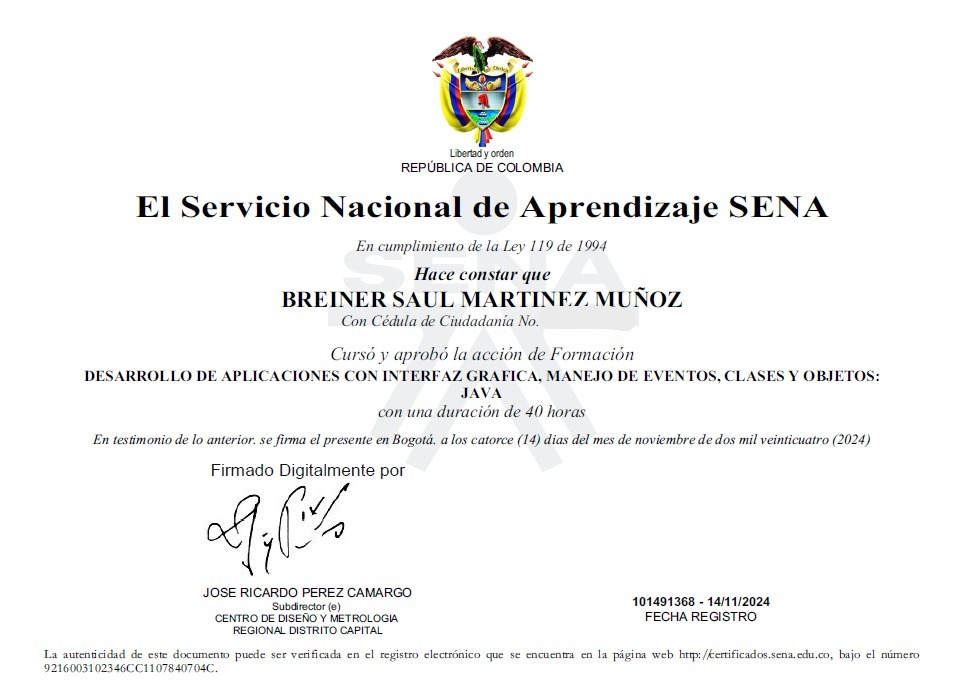 Libertad y Orden
Libertad y orden
REPÚBLICA DE COLOMBIA
El Servicio Nacional de Aprendizaje SENA
En cumplimiento de la Ley 119 de 1994
SENA
Hace constar que
BREINER SAUL MARTINEZ MUÑOZ
Con Cédula de Ciudadanía No.
Cursó y aprobó la acción de Formación
DESARROLLO DE APLICACIONES CON INTERFAZ GRAFICA, MANEJO DE EVENTOS, CLASES Y OBJETOS:
JAVA
con una duración de 40 horas
En testimonio de lo anterior. se firma el presente en Bogotá. a los catorce (14) dias del mes de noviembre de dos mil veinticuatro (2024)
Firmado Digitalmente por
JOSE RICARDO PEREZ CAMARGO
Subdirector (e)
CENTRO DE DISEÑO Y METROLOGIA
REGIONAL DISTRITO CAPITAL
101491368 - 14/11/2024
FECHA REGISTRO
La autenticidad de este documento puede ser verificada en el registro electrónico que se encuentra en la página web http://certificados.sena.edu.co, bajo el número
9216003102346CC1107840704C.